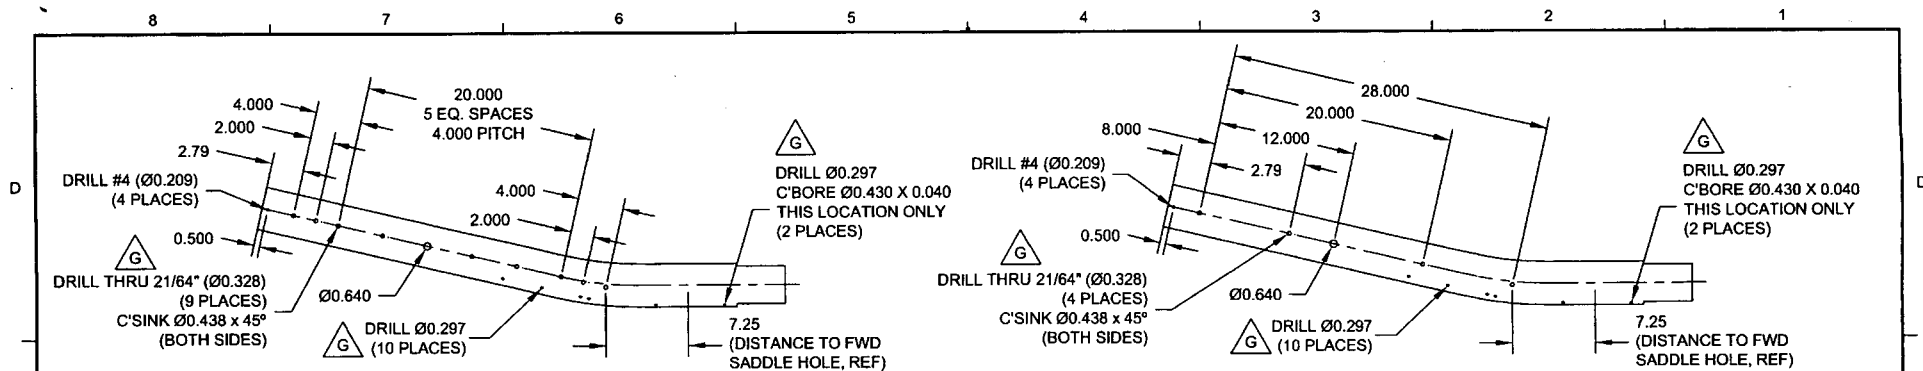 8 7 6 5 4 3 2 1
D
20.000
5 EQ. SPACES
4.000 PITCH
4.000
2.000
2.79
DRILL #4 (Ø0.209)
(4 PLACES)
0.500
G
DRILL THRU 21/64" (Ø0.328)
(9 PLACES)
C'SINK Ø0.438 x 45°
(BOTH SIDES)
Ø0.640
G
DRILL Ø0.297
(10 PLACES)
4.000
2.000
G
DRILL Ø0.297
C'BORE Ø0.430 X 0.040
THIS LOCATION ONLY
(2 PLACES)
7.25
(DISTANCE TO FWD
SADDLE HOLE, REF)
28.000
20.000
12.000
8.000
2.79
DRILL #4 (Ø0.209)
(4 PLACES)
0.500
G
DRILL THRU 21/64" (Ø0.328)
(4 PLACES)
C'SINK Ø0.438 x 45°
(BOTH SIDES)
Ø0.640
G
DRILL Ø0.297
(10 PLACES)
G
DRILL Ø0.297
C'BORE Ø0.430 X 0.040
THIS LOCATION ONLY
(2 PLACES)
7.25
(DISTANCE TO FWD
SADDLE HOLE, REF)